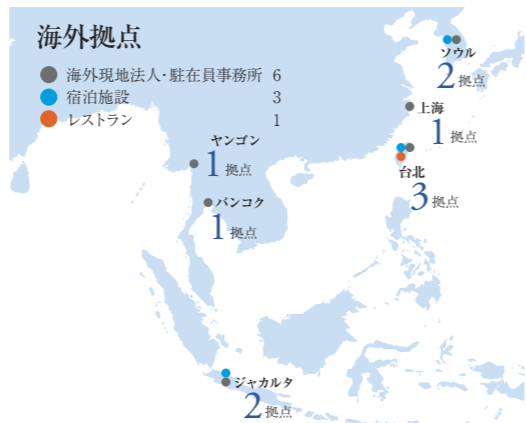 海外拠点
海外現地法人・駐在員事務所 6
宿泊施設 3
レストラン 1
ソウル
2拠点
上海
1拠点
台北
3拠点
ヤンゴン
1拠点
バンコク
1拠点
ジャカルタ
2拠点